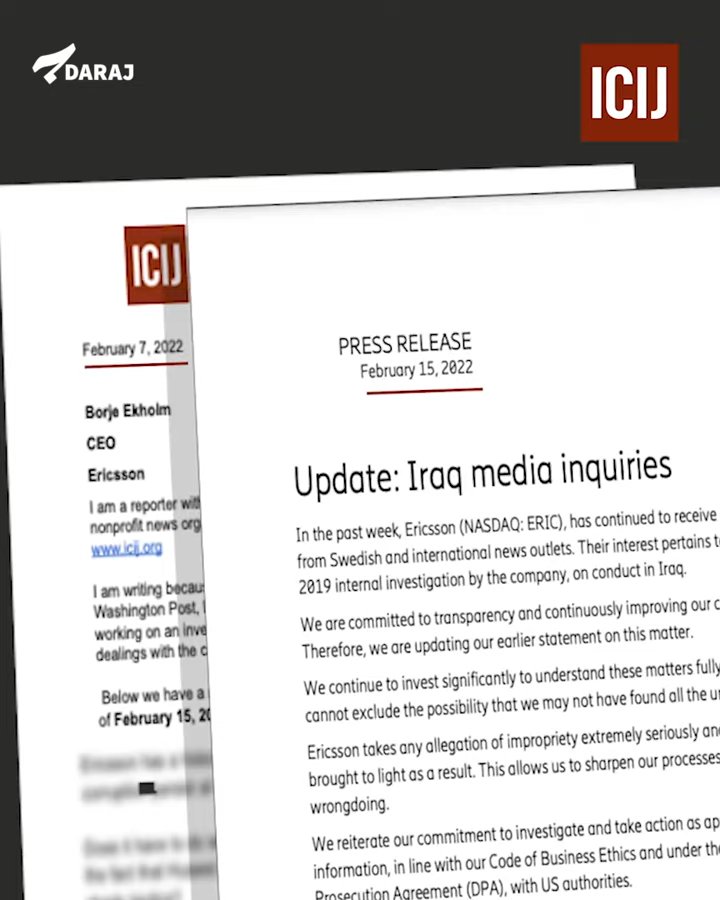 DARAJ
ICIJ
ICIJ
February 7, 2022
Borje Ekholm
CEO
Ericsson
I am a reporter with
nonprofit news org
www.icij.org
I am writing becau
Washington Post,
working on an inve
dealings with the c
Below we have a
of February 15, 20
PRESS RELEASE
February 15, 2022
Update: Iraq media inquiries
In the past week, Ericsson (NASDAQ: ERIC), has continued to receive
from Swedish and international news outlets. Their interest pertains t
2019 internal investigation by the company, on conduct in Iraq.
We are committed to transparency and continuously improving our c
Therefore, we are updating our earlier statement on this matter.
We continue to invest significantly to understand these matters fully
cannot exclude the possibility that we may not have found all the u
Ericsson takes any allegation of impropriety extremely seriously an
brought to light as a result. This allows us to sharpen our processes
wrongdoing.
We reiterate our commitment to investigate and take action as ap
information, in line with our Code of Business Ethics and under the
Prosecution Agreement (DPA), with US authorities.